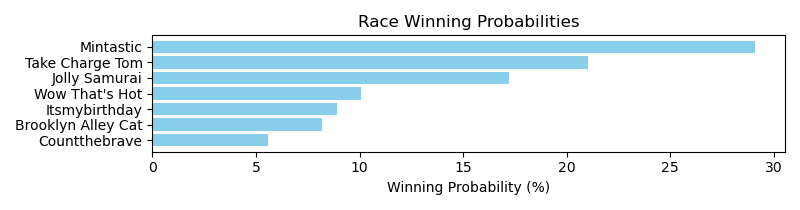 Race Winning Probabilities
Mintastic
Take Charge Tom
Jolly Samurai
Wow That's Hot
Itsmybirthday
Brooklyn Alley Cat
Countthebrave
0 5 10 15 20 25 30
Winning Probability (%)